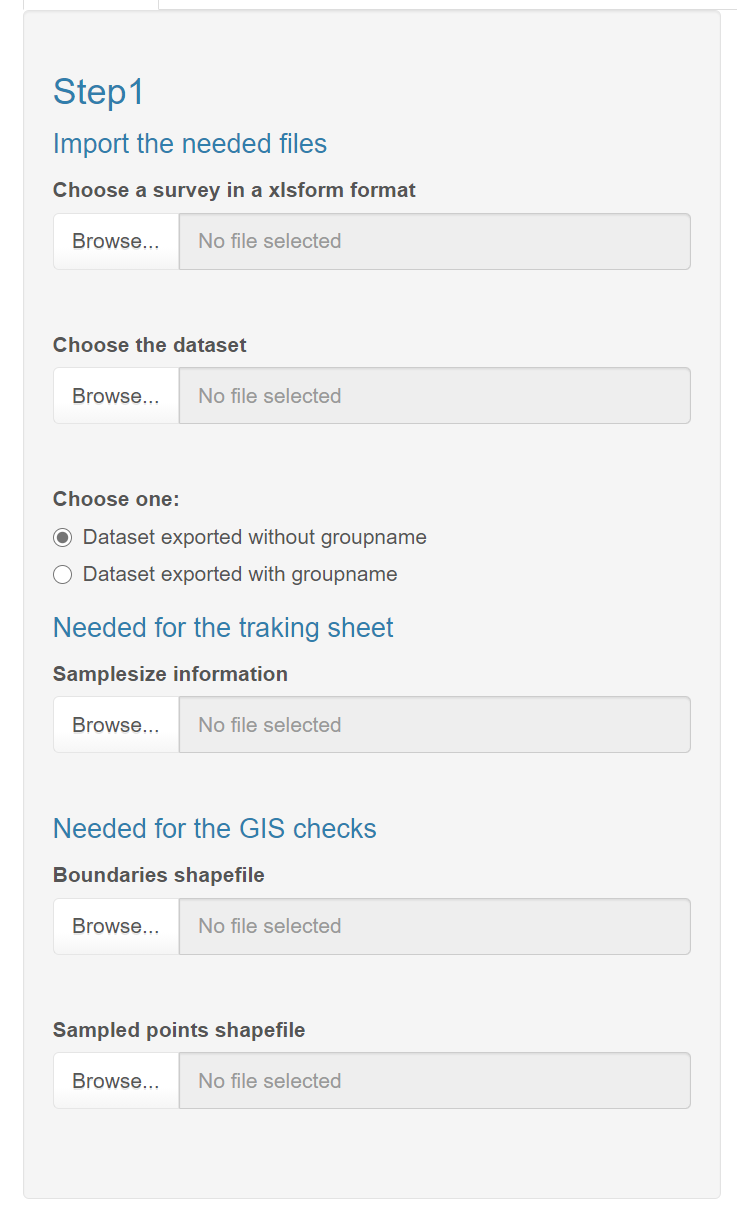 Step1
Import the needed files
Choose a survey in a xlsform format
Browse... No file selected
Choose the dataset
Browse... No file selected
Choose one:
Dataset exported without groupname
Dataset exported with groupname
Needed for the traking sheet
Samplesize information
Browse... No file selected
Needed for the GIS checks
Boundaries shapefile
Browse... No file selected
Sampled points shapefile
Browse... No file selected